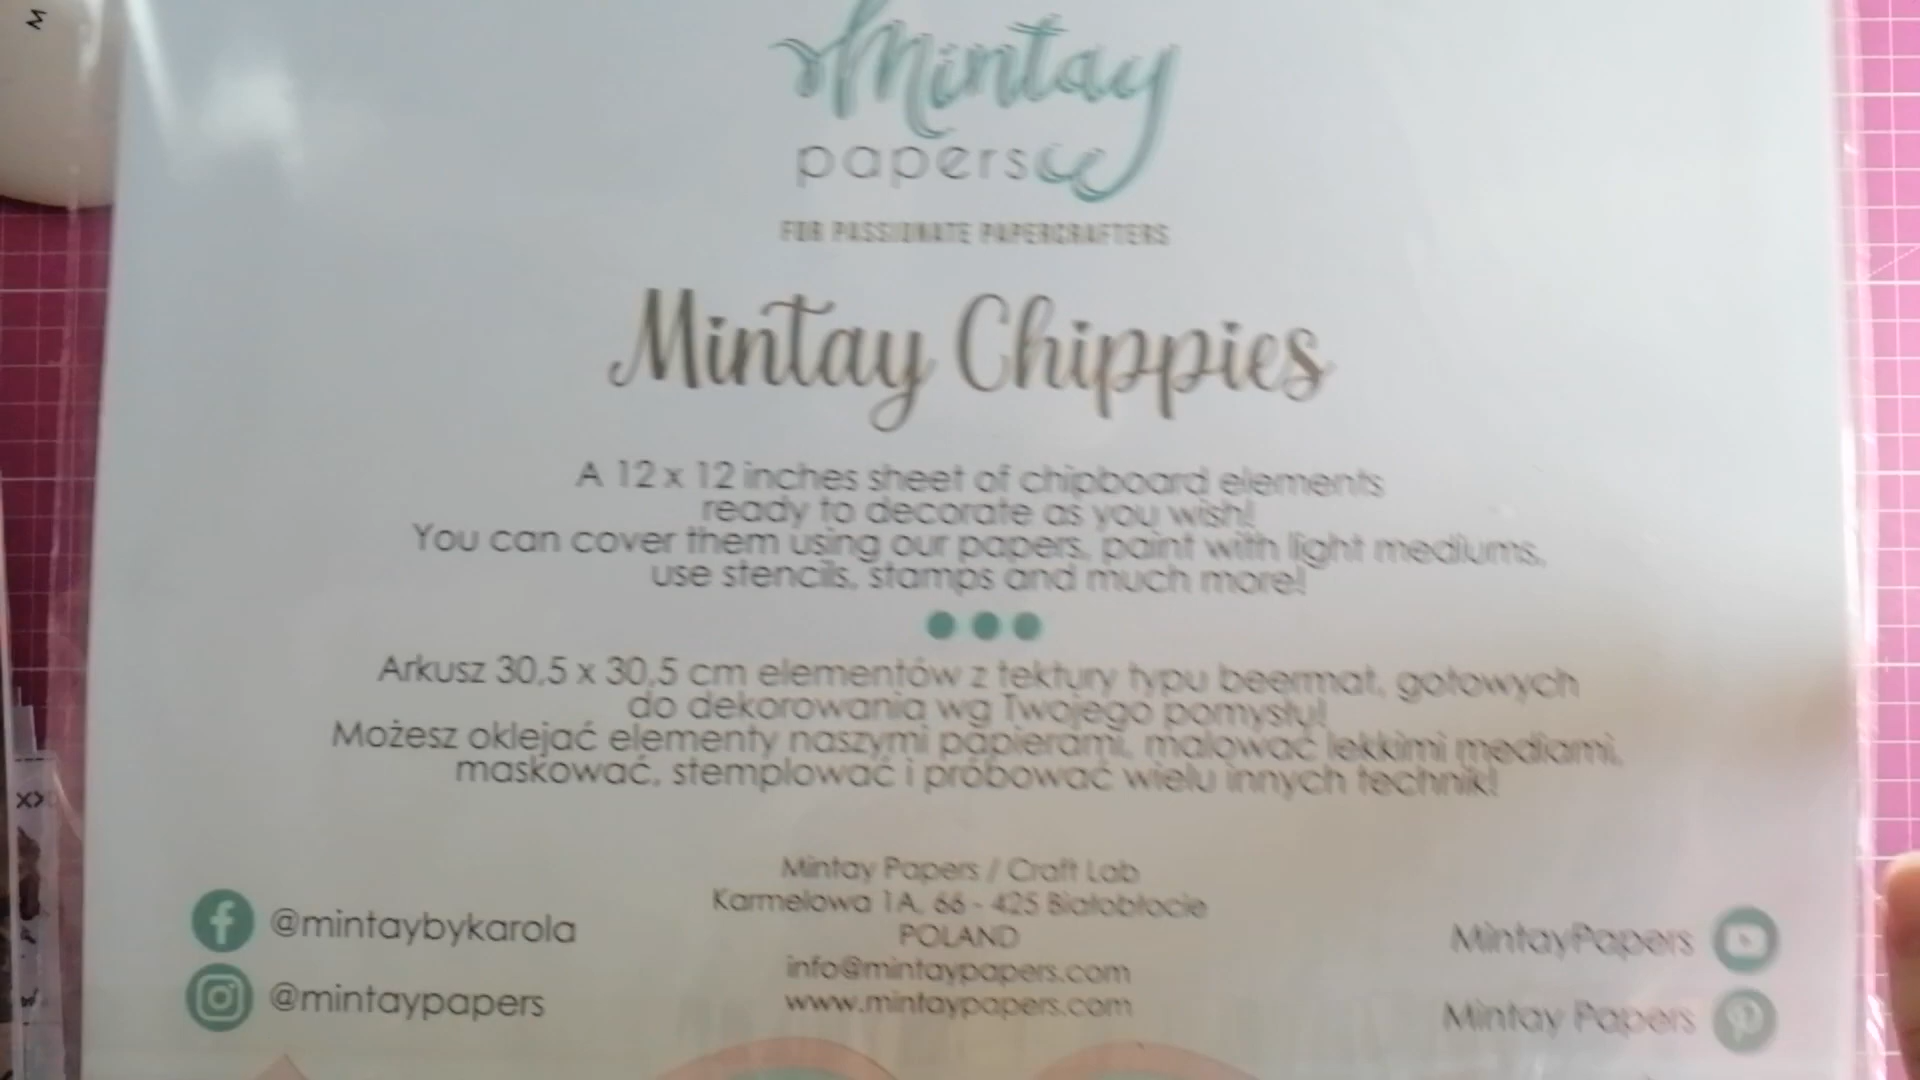 Mintay
papers
FOR PASSIONATE PAPERCRAFTERS
Mintay Chippies
A 12 x 12 inches sheet of chipboard elements
ready to decorate as you wish!
You can cover them using our papers, paint with light mediums,
use stencils, stamps and much more!
Arkusz 30,5 x 30,5 cm elementów z tektury typu beermat, gotowych
do dekorowania wg Twojego pomysłu!
Możesz oklejać elementy naszymi papierami, malować lekkimi mediami,
maskować, stemplować i próbować wielu innych technik!
Mintay Papers / Craft Lab
Karmelowa 1A, 66 - 425 Białobłocie
POLAND
info@mintaypapers.com
www.mintaypapers.com
@mintaybykarola
@mintaypapers
MintayPapers
Mintay Papers